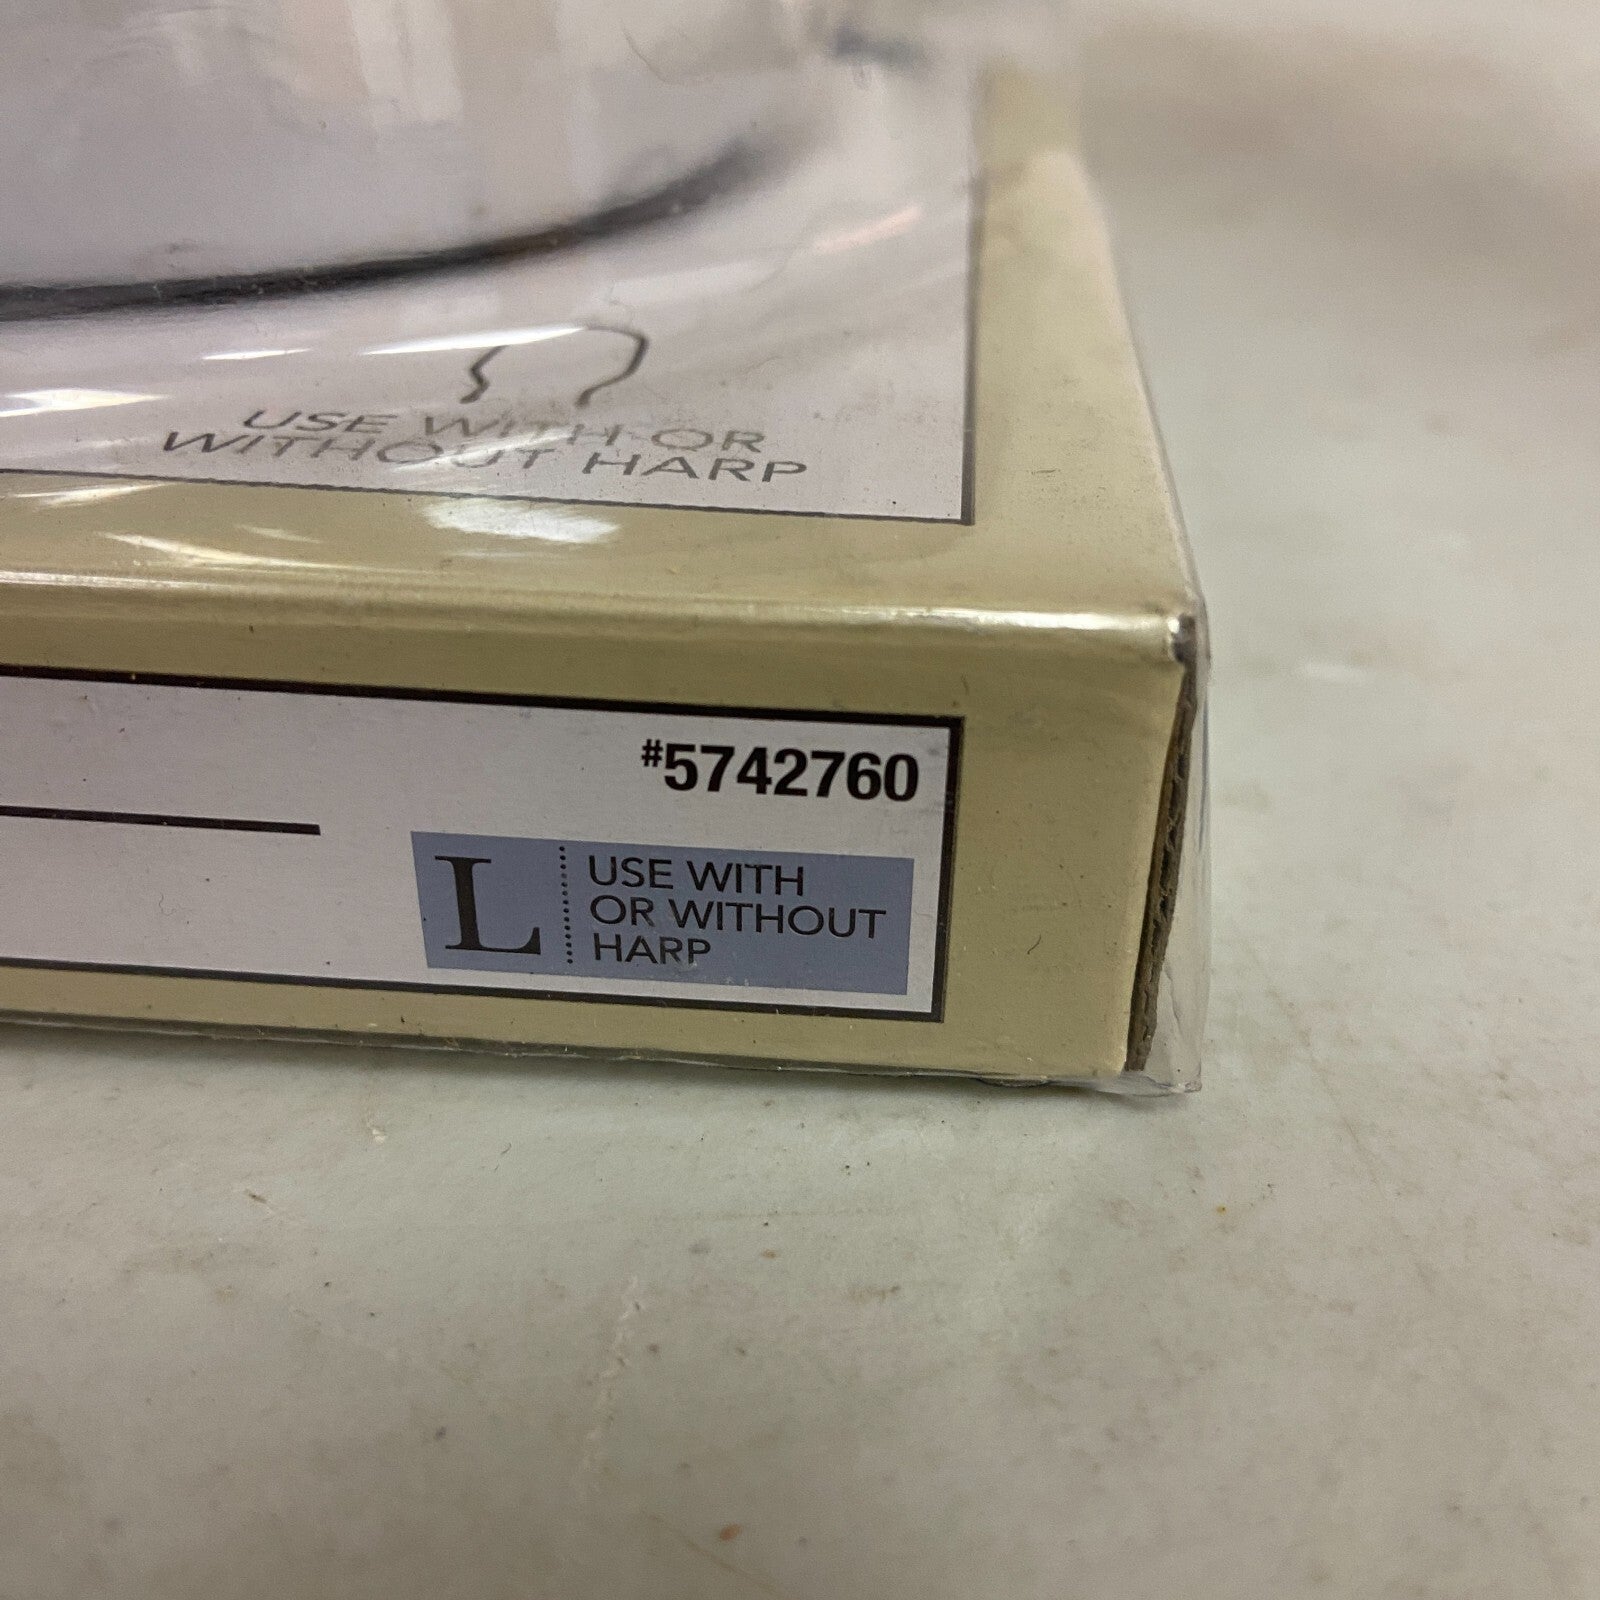 USE WITH OR
WITHOUT HARP
#5742760
L
USE WITH
OR WITHOUT
HARP